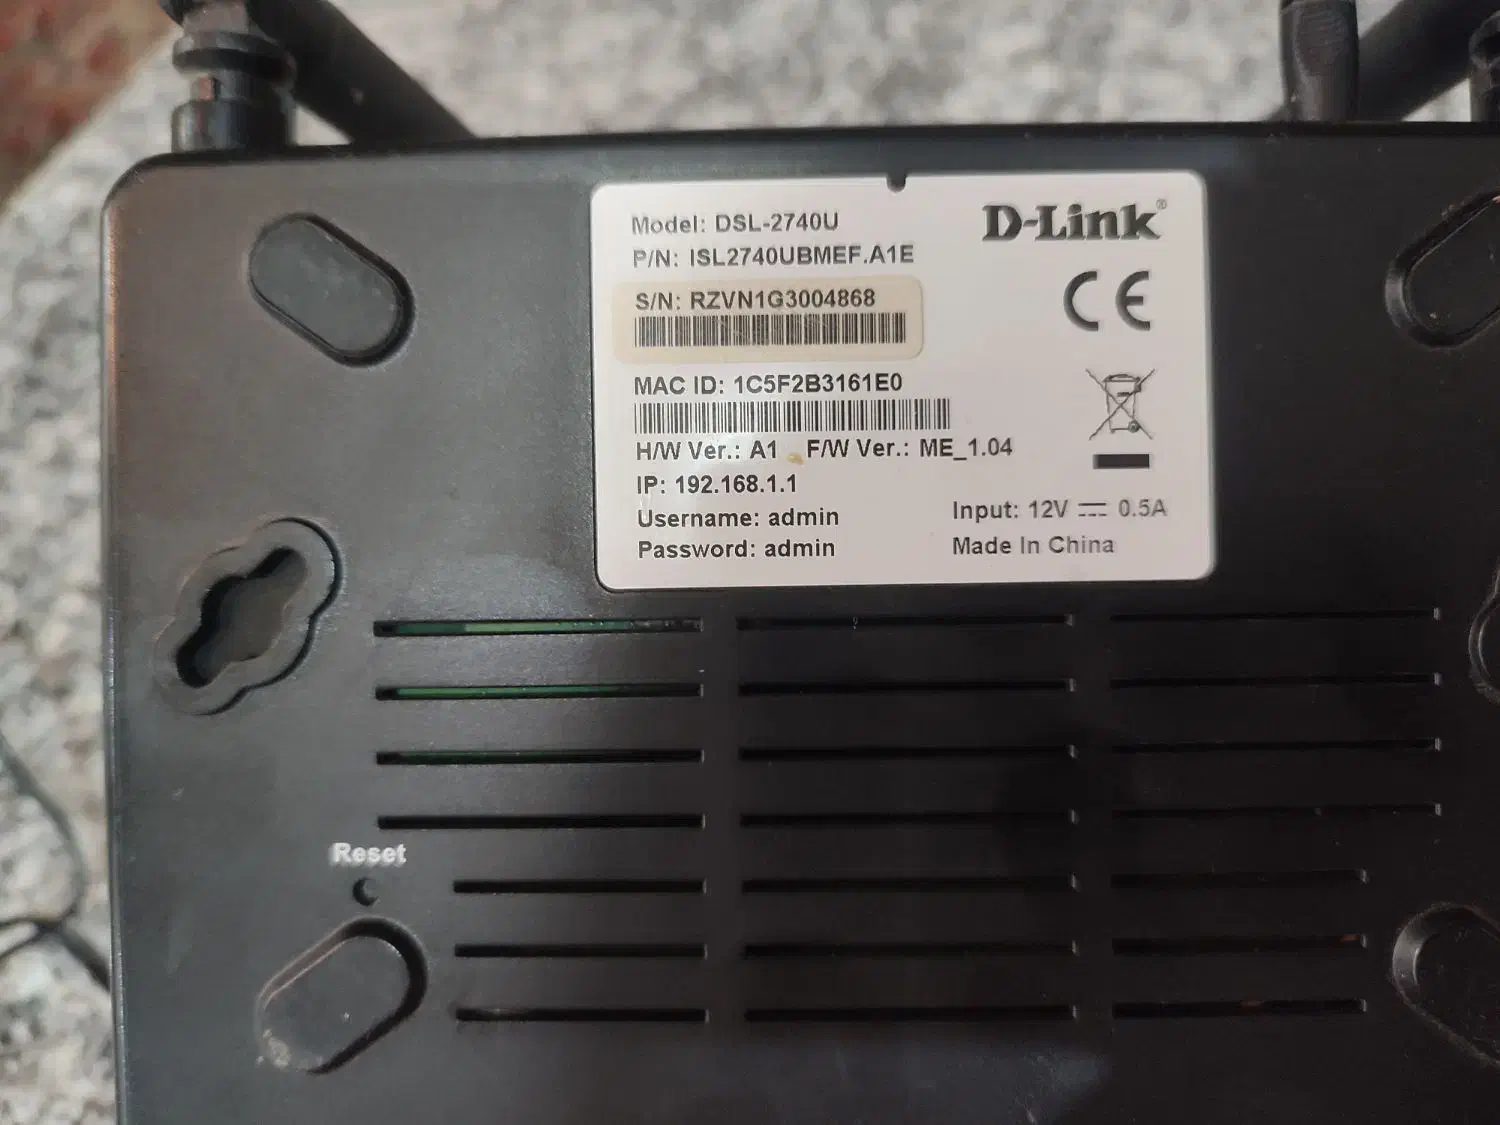 Model: DSL-2740U
D-Link®
P/N: ISL2740UBMEF.A1E
S/N: RZVN1G3004868
CE
MAC ID: 1C5F2B3161E0
H/W Ver.: A1 F/W Ver.: ME_1.04
IP: 192.168.1.1
Username: admin
Password: admin
Input: 12V ⎓ 0.5A
Made In China
Reset